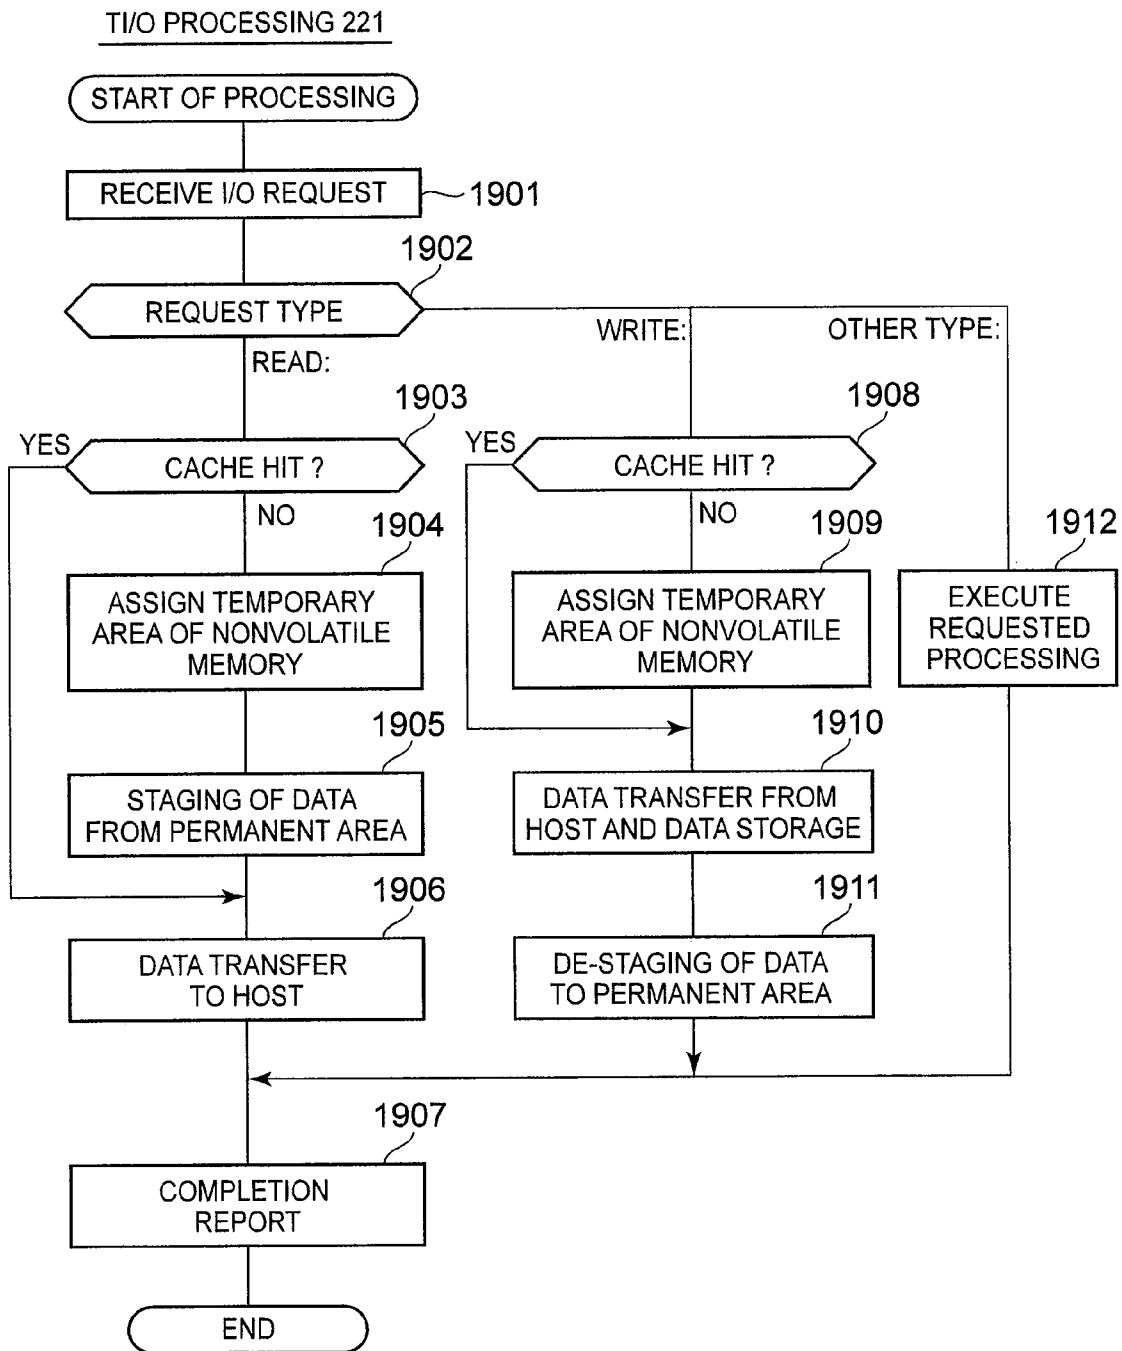 TI/O PROCESSING 221
START OF PROCESSING
RECEIVE I/O REQUEST
1901
1902
REQUEST TYPE
WRITE:
OTHER TYPE:
READ:
1903
1908
YES
CACHE HIT ?
YES
CACHE HIT ?
NO
NO
1904
1909
1912
ASSIGN TEMPORARY
AREA OF NONVOLATILE
MEMORY
ASSIGN TEMPORARY
AREA OF NONVOLATILE
MEMORY
EXECUTE
REQUESTED
PROCESSING
1905
1910
STAGING OF DATA
FROM PERMANENT AREA
DATA TRANSFER FROM
HOST AND DATA STORAGE
1906
1911
DATA TRANSFER
TO HOST
DE-STAGING OF DATA
TO PERMANENT AREA
1907
COMPLETION
REPORT
END